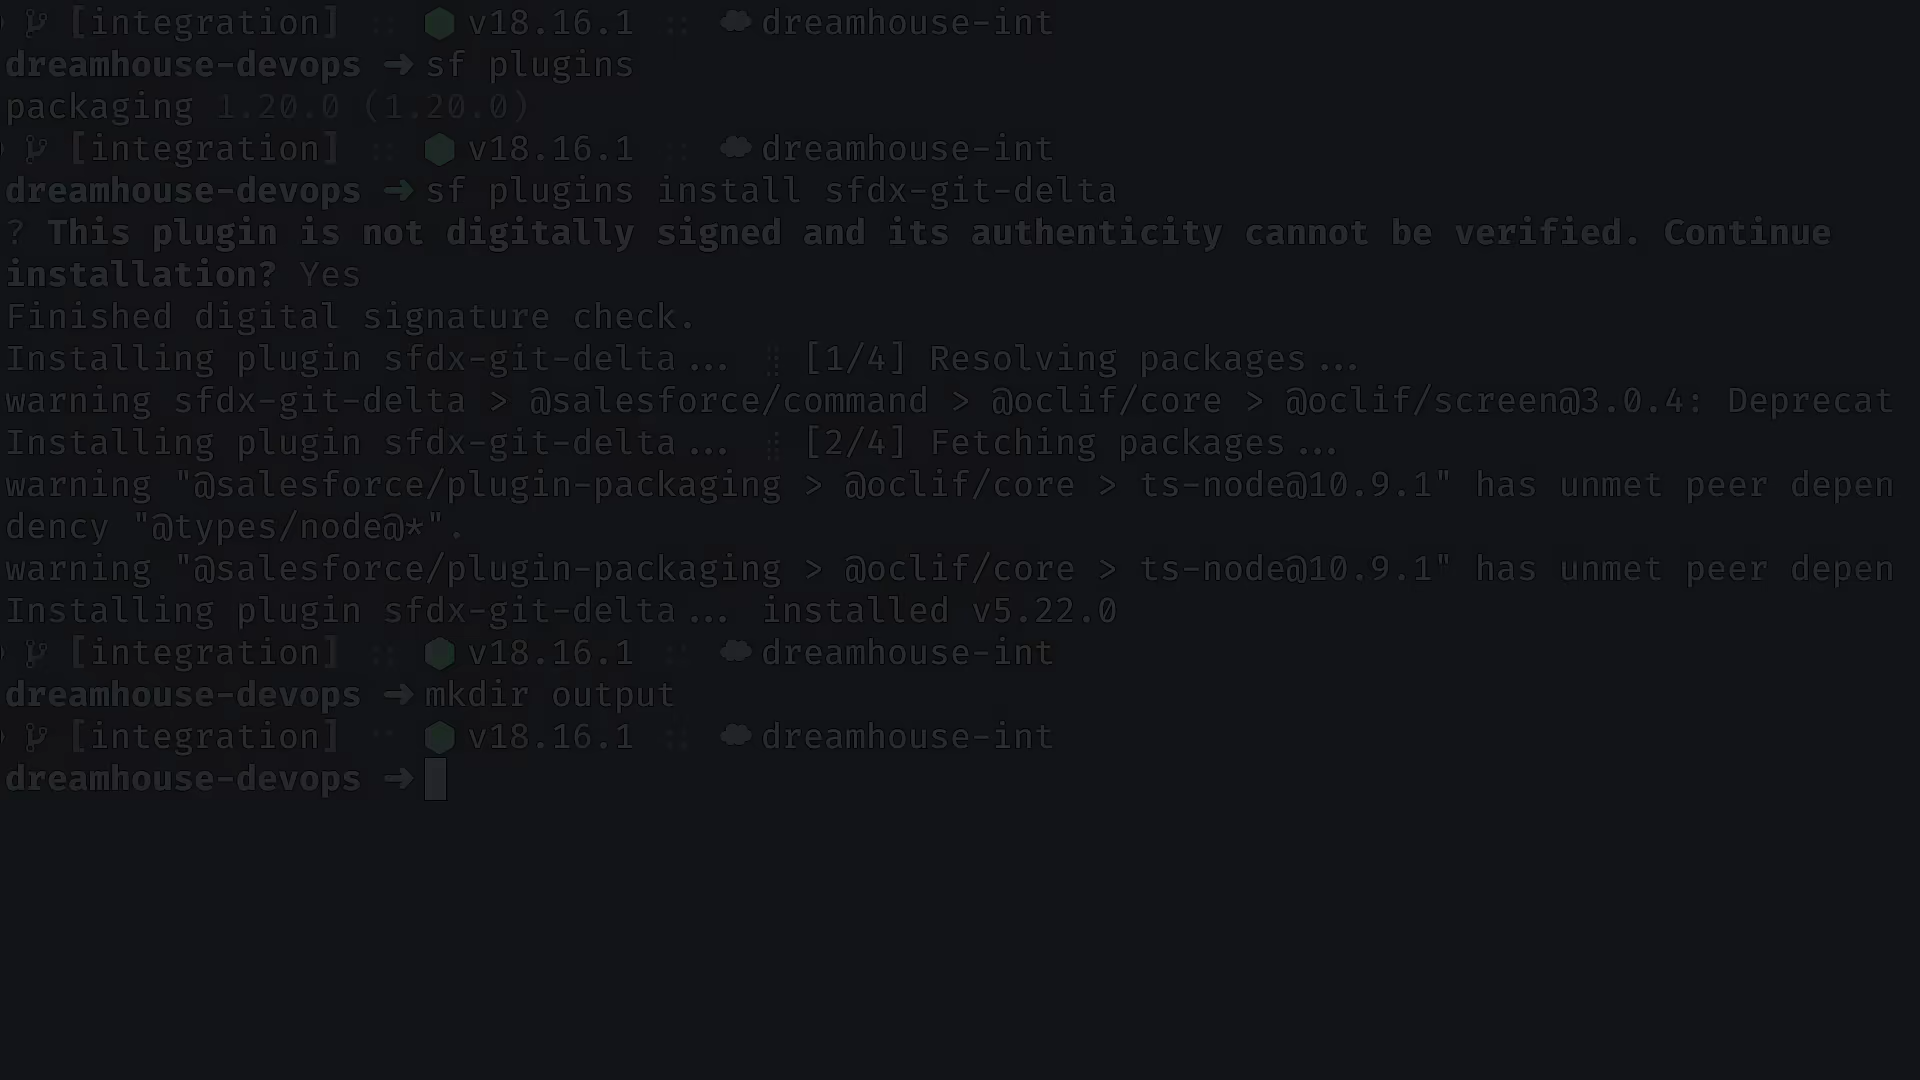 [integration] :: v18.16.1 :: dreamhouse-int
dreamhouse-devops ➜ sf plugins
packaging 1.20.0 (1.20.0)
[integration] :: v18.16.1 :: dreamhouse-int
dreamhouse-devops ➜ sf plugins install sfdx-git-delta
? This plugin is not digitally signed and its authenticity cannot be verified. Continue
installation? Yes
Finished digital signature check.
Installing plugin sfdx-git-delta... ⣾ [1/4] Resolving packages...
warning sfdx-git-delta > @salesforce/command > @oclif/core > @oclif/screen@3.0.4: Deprecat
Installing plugin sfdx-git-delta... ⣾ [2/4] Fetching packages...
warning "@salesforce/plugin-packaging > @oclif/core > ts-node@10.9.1" has unmet peer depen
dency "@types/node@*".
warning "@salesforce/plugin-packaging > @oclif/core > ts-node@10.9.1" has unmet peer depen
Installing plugin sfdx-git-delta... installed v5.22.0
[integration] :: v18.16.1 :: dreamhouse-int
dreamhouse-devops ➜ mkdir output
[integration] :: v18.16.1 :: dreamhouse-int
dreamhouse-devops ➜